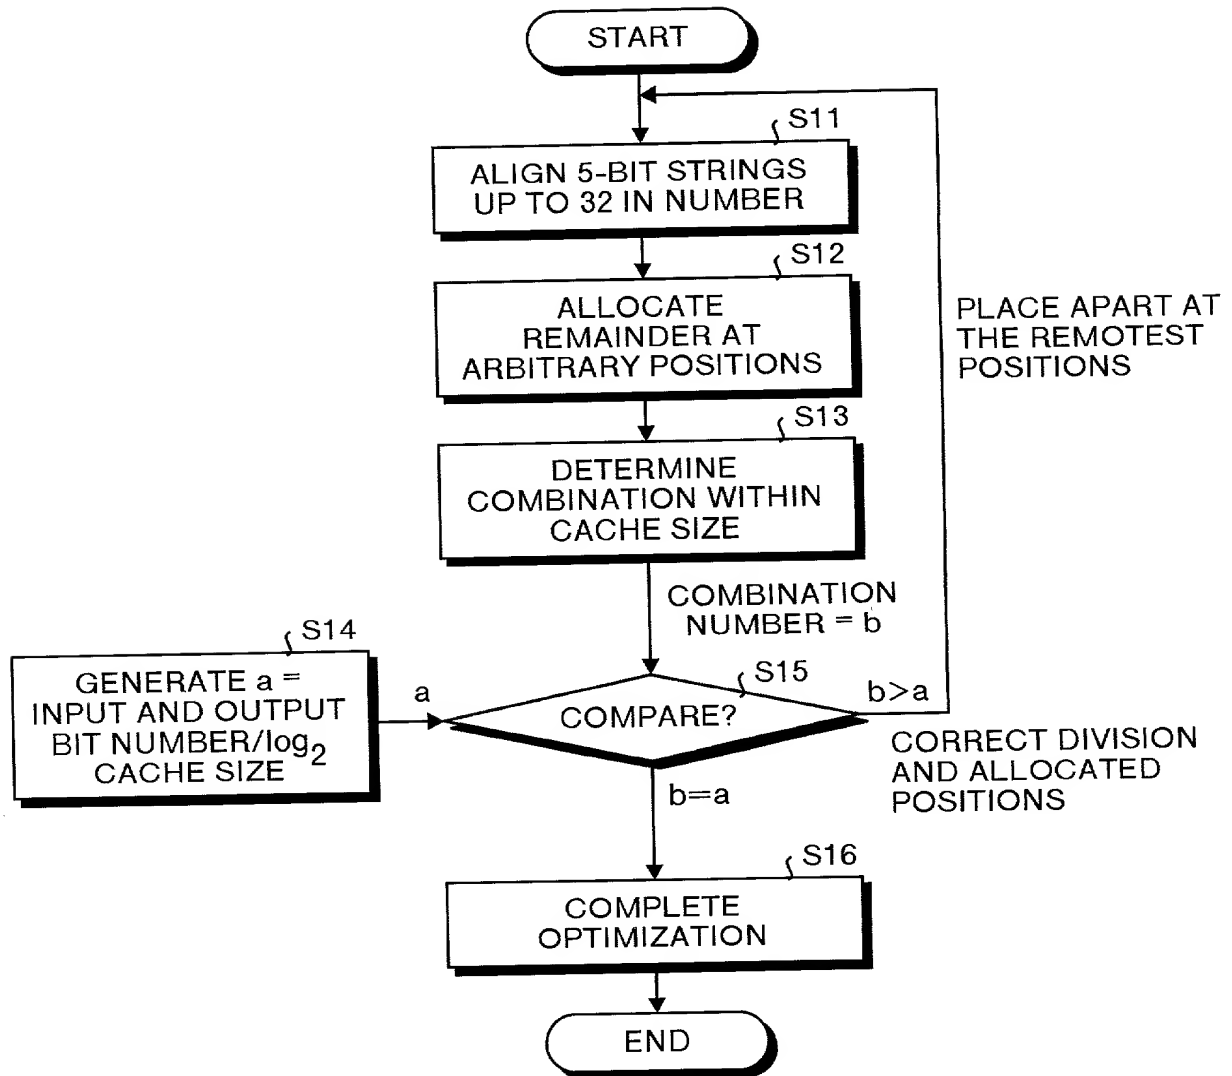 START
S11
ALIGN 5-BIT STRINGS
UP TO 32 IN NUMBER
S12
ALLOCATE
REMAINDER AT
ARBITRARY POSITIONS
PLACE APART AT
THE REMOTEST
POSITIONS
S13
DETERMINE
COMBINATION WITHIN
CACHE SIZE
COMBINATION
NUMBER = b
S14
GENERATE a =
INPUT AND OUTPUT
BIT NUMBER/log2
CACHE SIZE
a
S15
COMPARE?
b>a
CORRECT DIVISION
AND ALLOCATED
POSITIONS
b=a
S16
COMPLETE
OPTIMIZATION
END